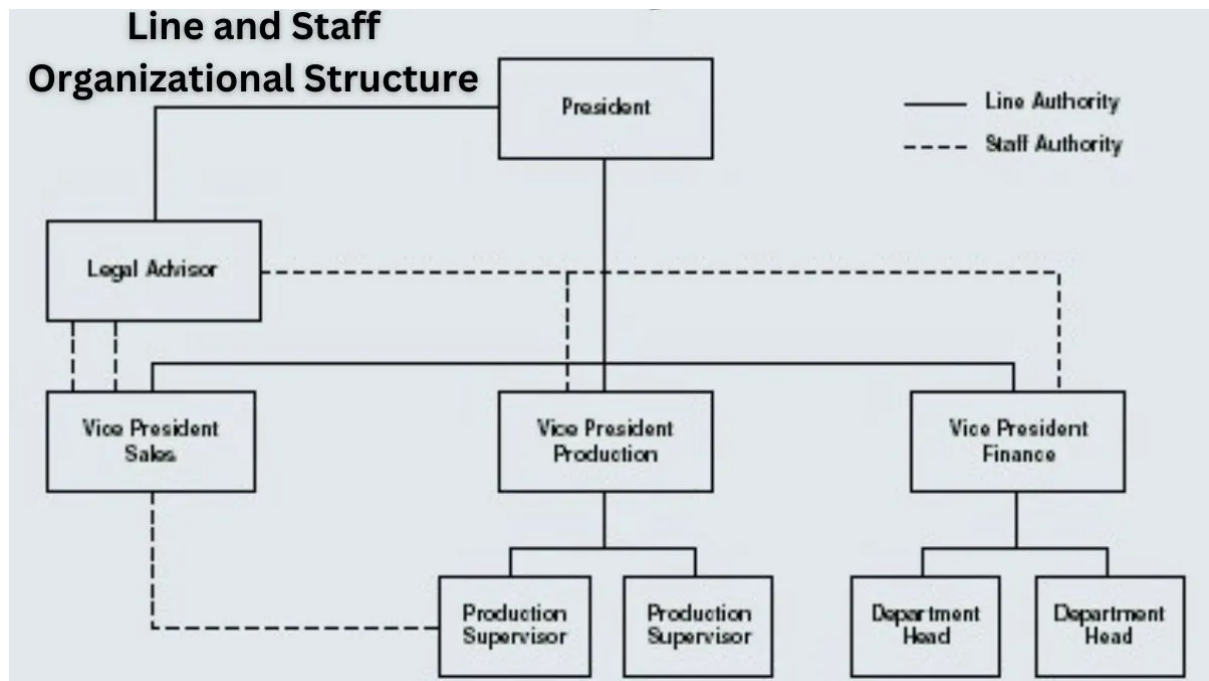 Line and Staff
Organizational Structure
President
Line Authority
Staff Authority
Legal Advisor
Vice President
Sales
Vice President
Production
Vice President
Finance
Production
Supervisor
Production
Supervisor
Department
Head
Department
Head